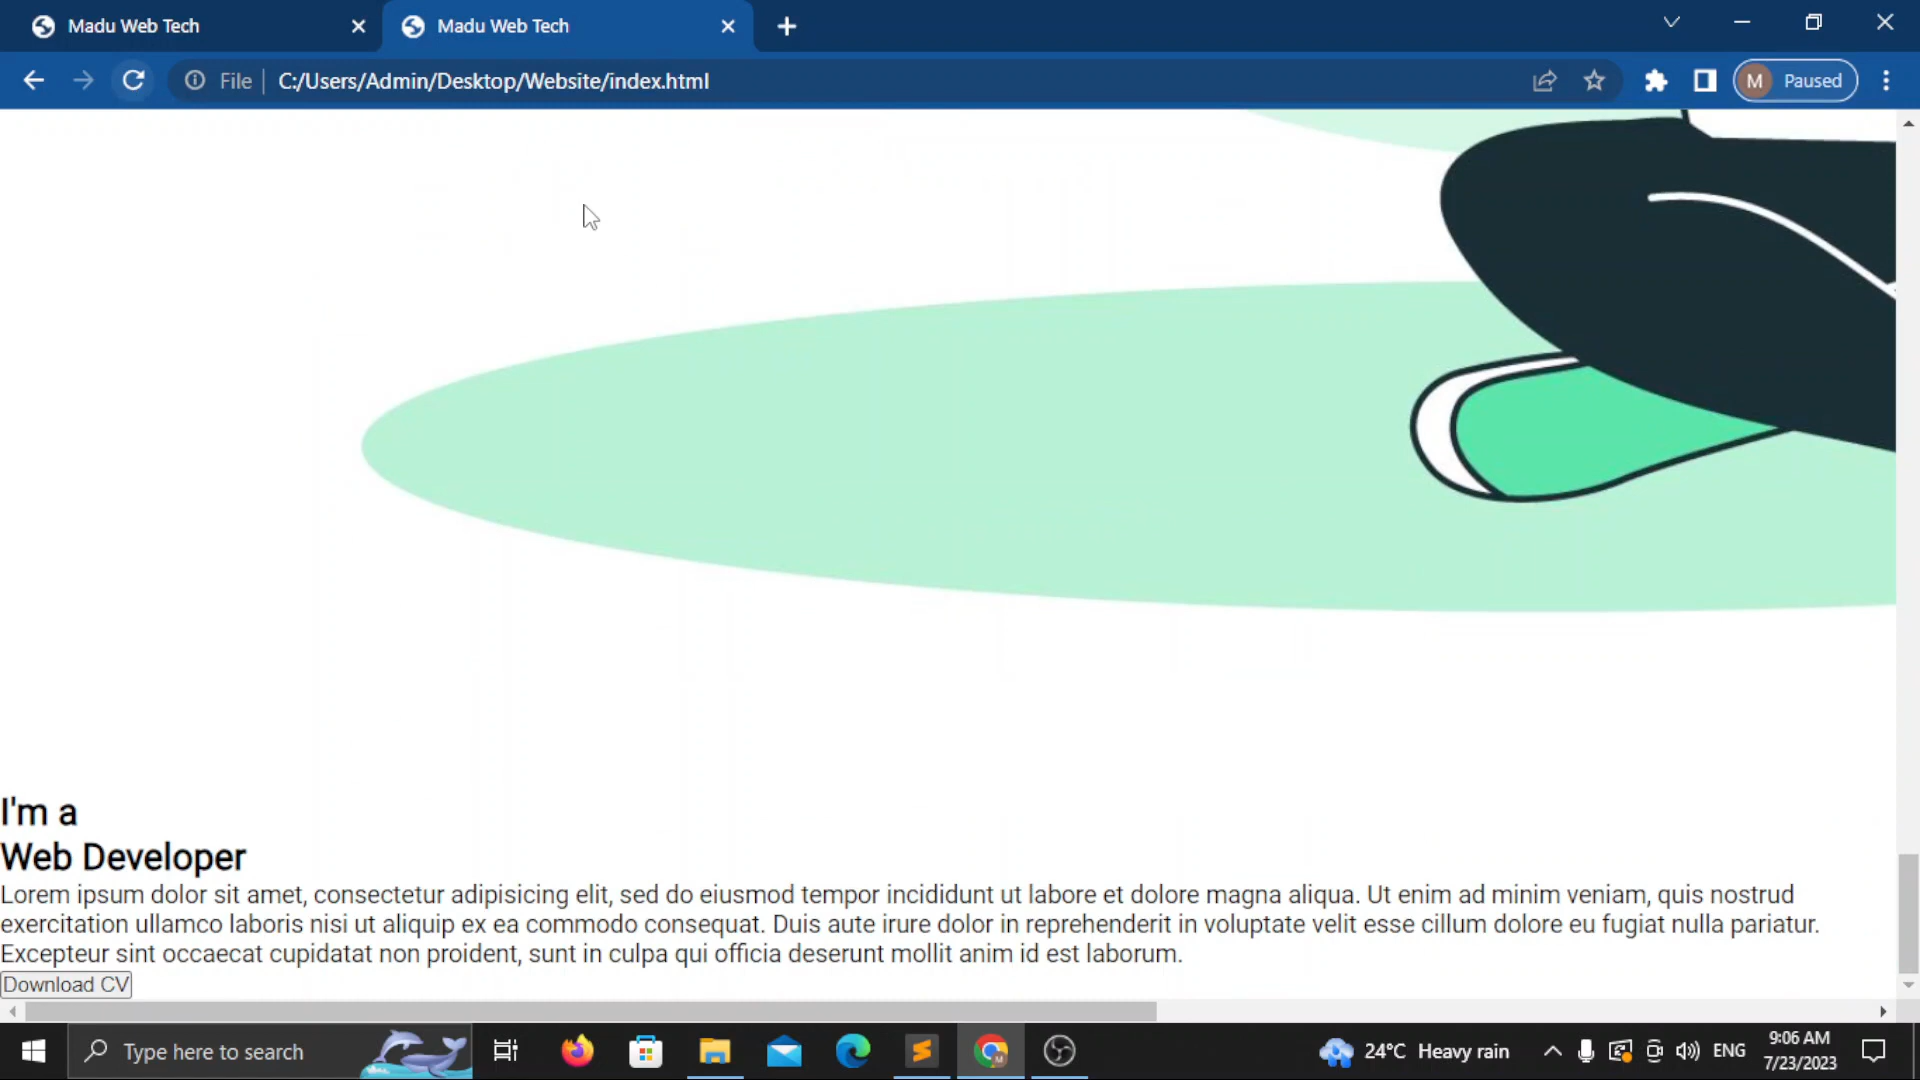 Madu Web Tech
Madu Web Tech
File
C:/Users/Admin/Desktop/Website/index.html
M
Paused
I'm a
Web Developer
Lorem ipsum dolor sit amet, consectetur adipisicing elit, sed do eiusmod tempor incididunt ut labore et dolore magna aliqua. Ut enim ad minim veniam, quis nostrud
exercitation ullamco laboris nisi ut aliquip ex ea commodo consequat. Duis aute irure dolor in reprehenderit in voluptate velit esse cillum dolore eu fugiat nulla pariatur.
Excepteur sint occaecat cupidatat non proident, sunt in culpa qui officia deserunt mollit anim id est laborum.
Download CV
Type here to search
24°C Heavy rain
ENG
9:06 AM
7/23/2023